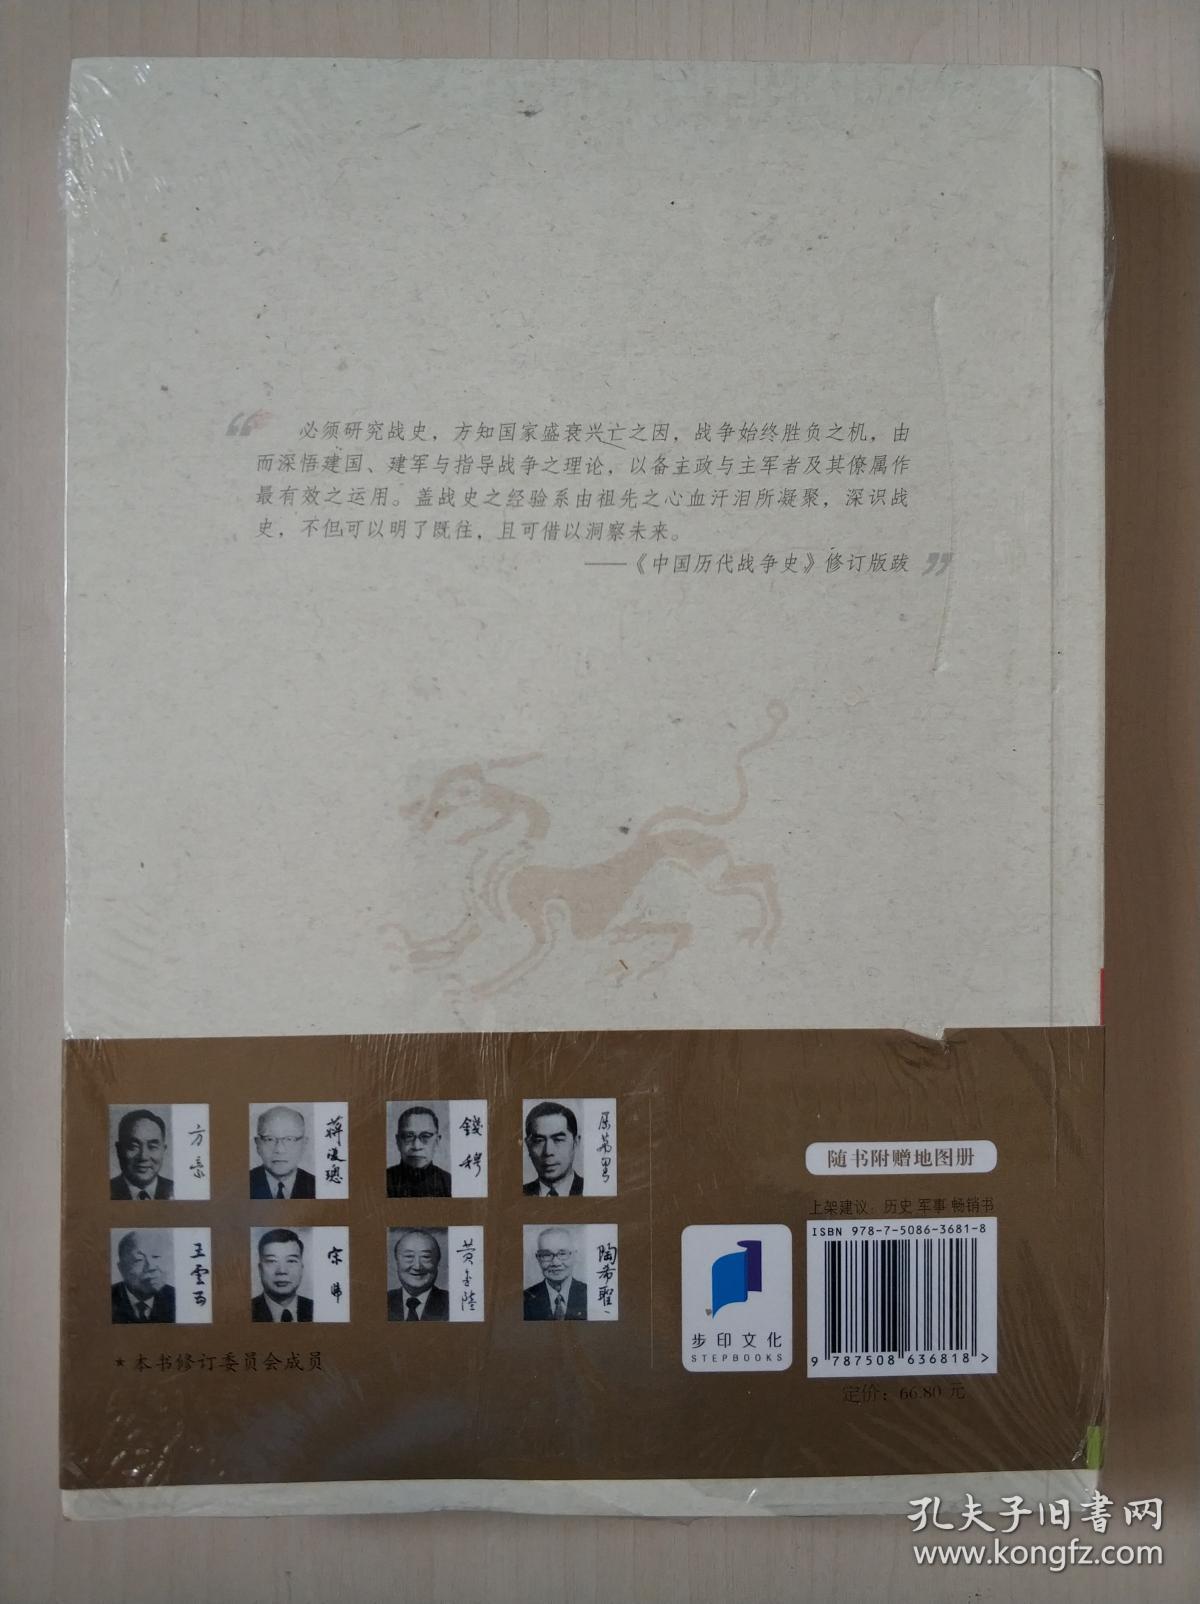 “ 必须研究战史，方知国家盛衰兴亡之因，战争始终胜负之机，由
而深悟建国、建军与指导战争之理论，以备主政与主军者及其僚属作
最有效之运用。盖战史之经验系由祖先之心血汗泪所凝聚，深识战
史，不但可以明了既往，且可借以洞察未来。
——《中国历代战争史》修订版跋 ”
方豪
蒋复璁
錢穆
屈萬里
王雲五
宋晞
黄季陸
陶希聖
★本书修订委员会成员
步印文化
STEPBOOKS
随书附赠地图册
上架建议：历史 军事 畅销书
ISBN 978-7-5086-3681-8
9 787508 636818 >
定价：66.80 元
孔夫子旧书网
www.kongfz.com